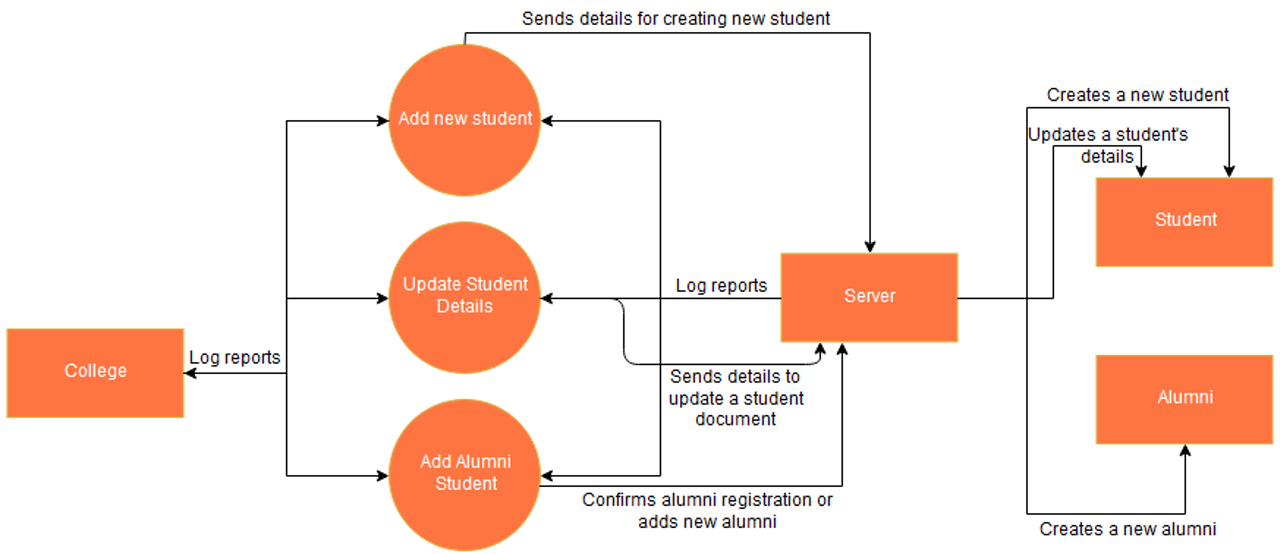 Sends details for creating new student
Add new student
Creates a new student
Updates a student's
details
Student
Update Student
Details
Log reports
Server
College
Log reports
Sends details to
update a student
document
Alumni
Add Alumni
Student
Confirms alumni registration or
adds new alumni
Creates a new alumni